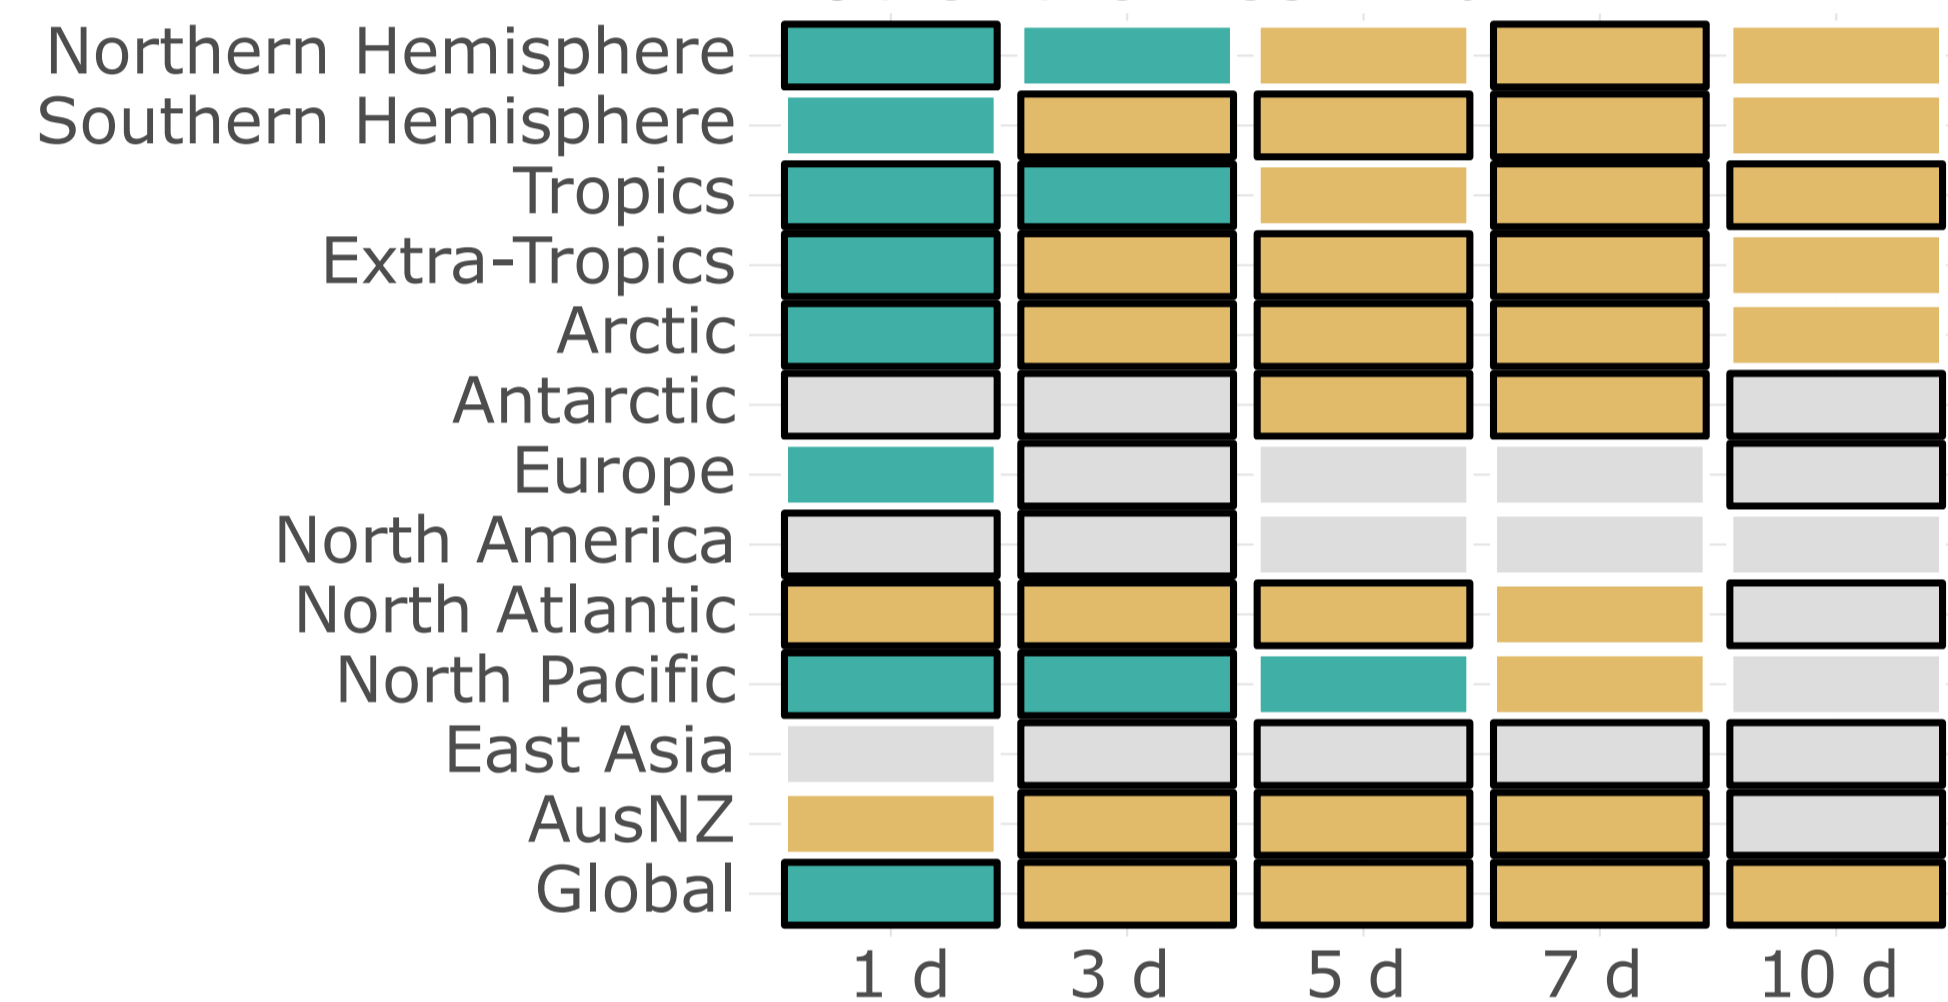 Northern Hemisphere
Southern Hemisphere
Tropics
Extra-Tropics
Arctic
Antarctic
Europe
North America
North Atlantic
North Pacific
East Asia
AusNZ
Global
1 d 3 d 5 d 7 d 10 d